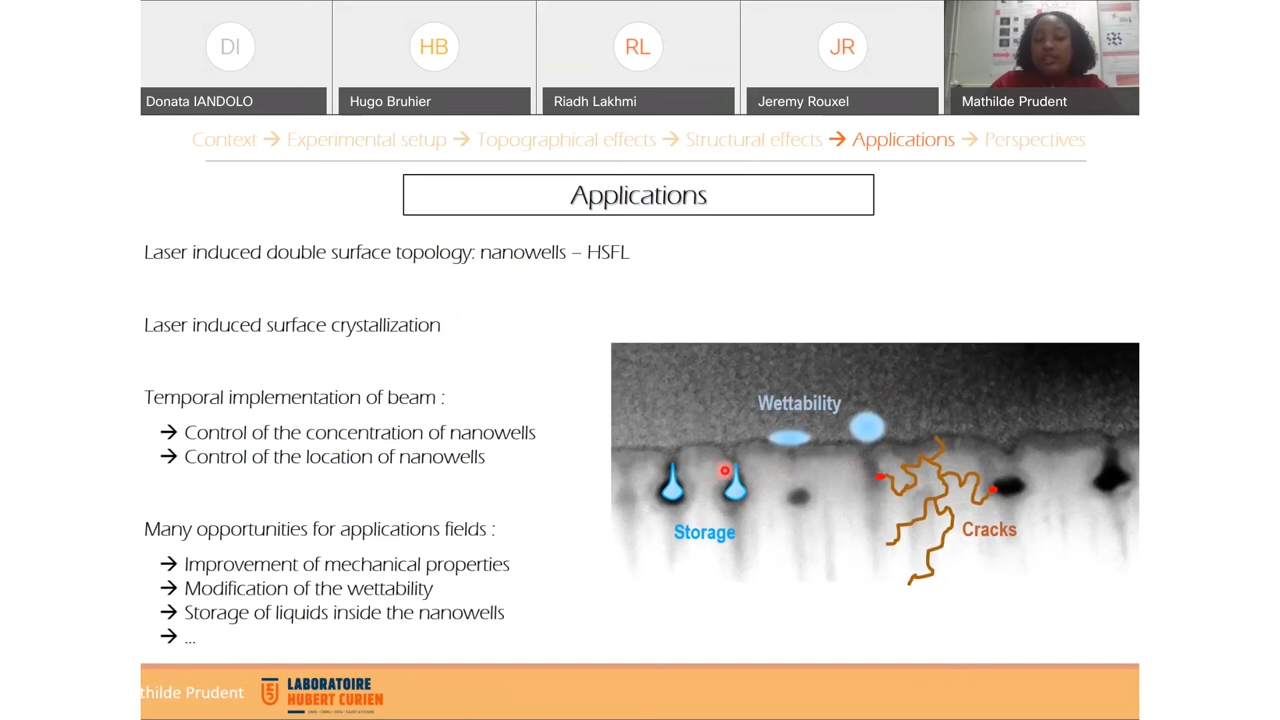 DI
HB
RL
JR
Donata IANDOLO
Hugo Bruhier
Riadh Lakhmi
Jeremy Rouxel
Mathilde Prudent
Context → Experimental setup → Topographical effects → Structural effects → Applications → Perspectives
Applications
Laser induced double surface topology: nanowells – HSFL
Laser induced surface crystallization
Temporal implementation of beam :
→ Control of the concentration of nanowells
→ Control of the location of nanowells
Many opportunities for applications fields :
→ Improvement of mechanical properties
→ Modification of the wettability
→ Storage of liquids inside the nanowells
→ ...
Wettability
Storage
Cracks
thilde Prudent
LABORATOIRE
HUBERT CURIEN